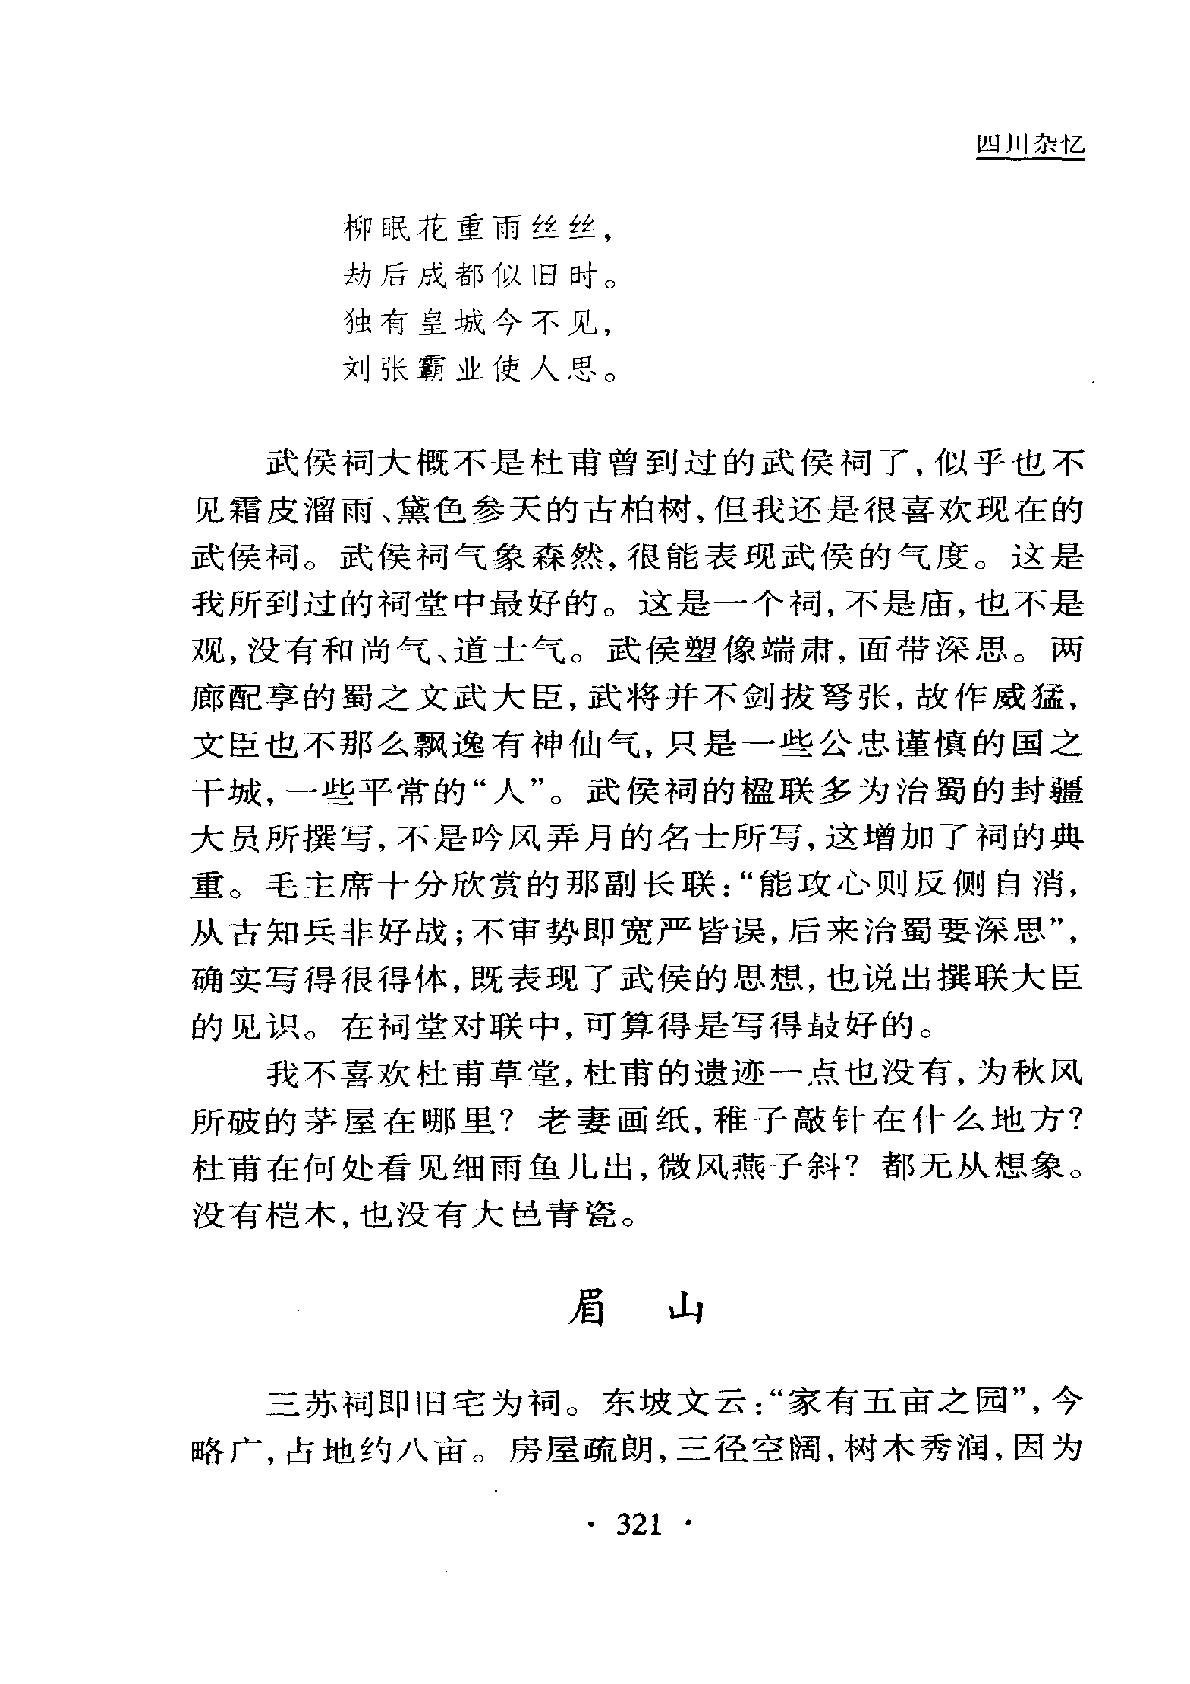 四川杂忆
柳眠花重雨丝丝，
劫后成都似旧时。
独有皇城今不见，
刘张霸业使人思。
武侯祠大概不是杜甫曾到过的武侯祠了，似乎也不
见霜皮溜雨、黛色参天的古柏树，但我还是很喜欢现在的
武侯祠。武侯祠气象森然，很能表现武侯的气度。这是
我所到过的祠堂中最好的。这是一个祠，不是庙，也不是
观，没有和尚气、道士气。武侯塑像端肃，面带深思。两
廊配享的蜀之文武大臣，武将并不剑拔弩张，故作威猛，
文臣也不那么飘逸有神仙气，只是一些公忠谨慎的国之
干城，一些平常的“人”。武侯祠的楹联多为治蜀的封疆
大员所撰写，不是吟风弄月的名士所写，这增加了祠的典
重。毛主席十分欣赏的那副长联：“能攻心则反侧自消，
从古知兵非好战；不审势即宽严皆误，后来治蜀要深思”，
确实写得很得体，既表现了武侯的思想，也说出撰联大臣
的见识。在祠堂对联中，可算得是写得最好的。
我不喜欢杜甫草堂，杜甫的遗迹一点也没有，为秋风
所破的茅屋在哪里？老妻画纸，稚子敲针在什么地方？
杜甫在何处看见细雨鱼儿出，微风燕子斜？都无从想象。
没有桤木，也没有大邑青瓷。
眉 山
三苏祠即旧宅为祠。东坡文云：“家有五亩之园”，今
略广，占地约八亩。房屋疏朗，三径空阔，树木秀润，因为
· 321 ·